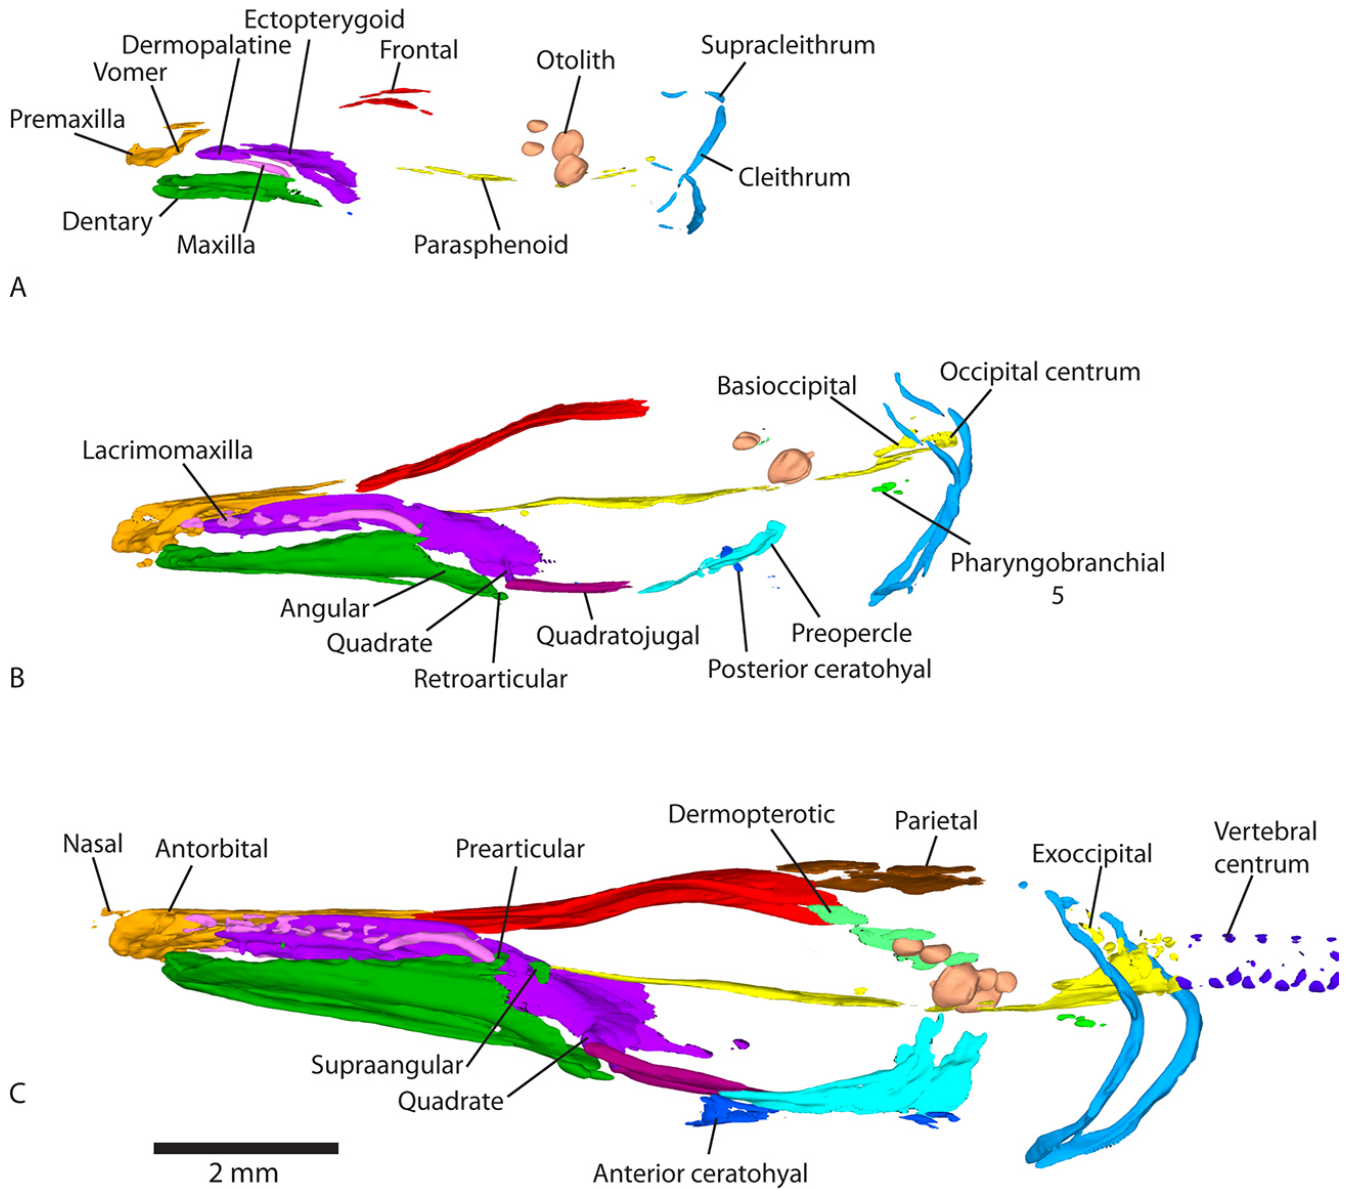 Ectopterygoid
Dermopalatine
Frontal
Supracleithrum
Vomer
Otolith
Premaxilla
Cleithrum
Dentary
Maxilla
Parasphenoid
A
Occipital centrum
Basioccipital
Lacrimomaxilla
Pharyngobranchial
5
Angular
Quadrate
Quadratojugal
Preopercle
Posterior ceratohyal
Retroarticular
B
Dermopterotic
Parietal
Vertebral
centrum
Nasal
Antorbital
Prearticular
Exoccipital
Supraangular
Quadrate
C
2 mm
Anterior ceratohyal